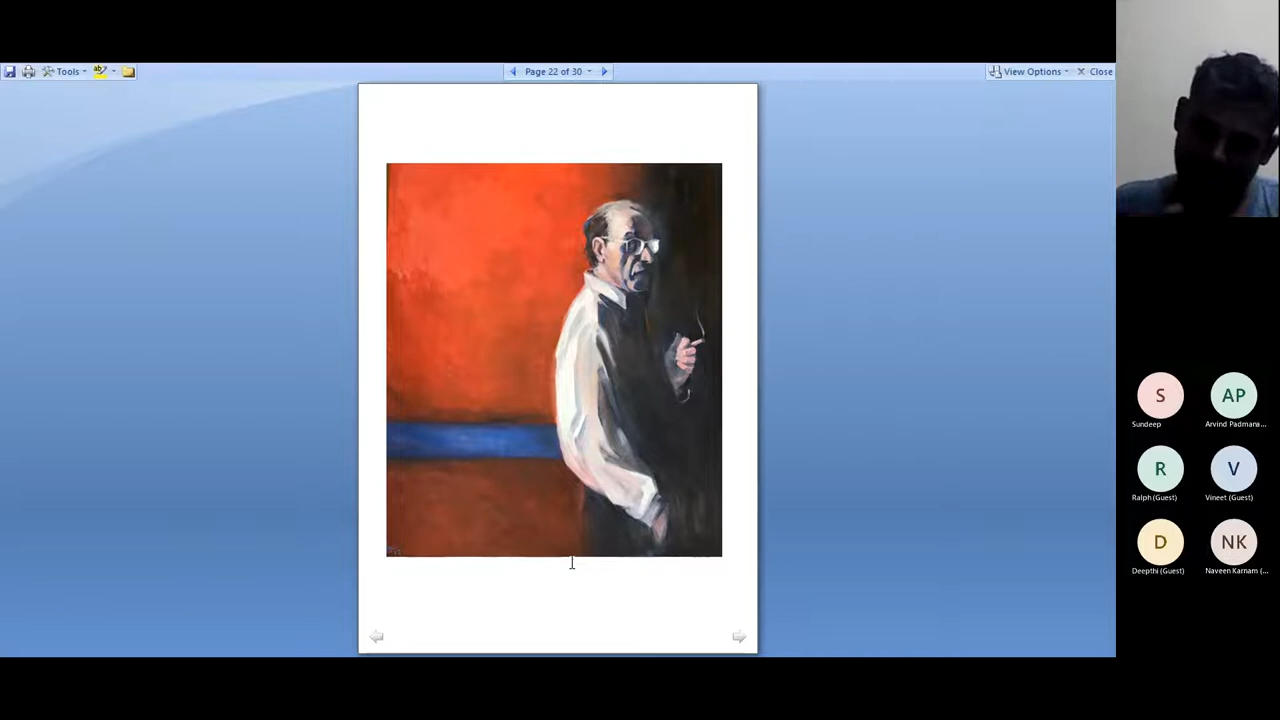 Tools
Page 22 of 30
View Options
Close
S
AP
Sundeep
Arvind Padmana...
R
V
Ralph (Guest)
Vineet (Guest)
D
NK
Deepthi (Guest)
Naveen Karnam (...